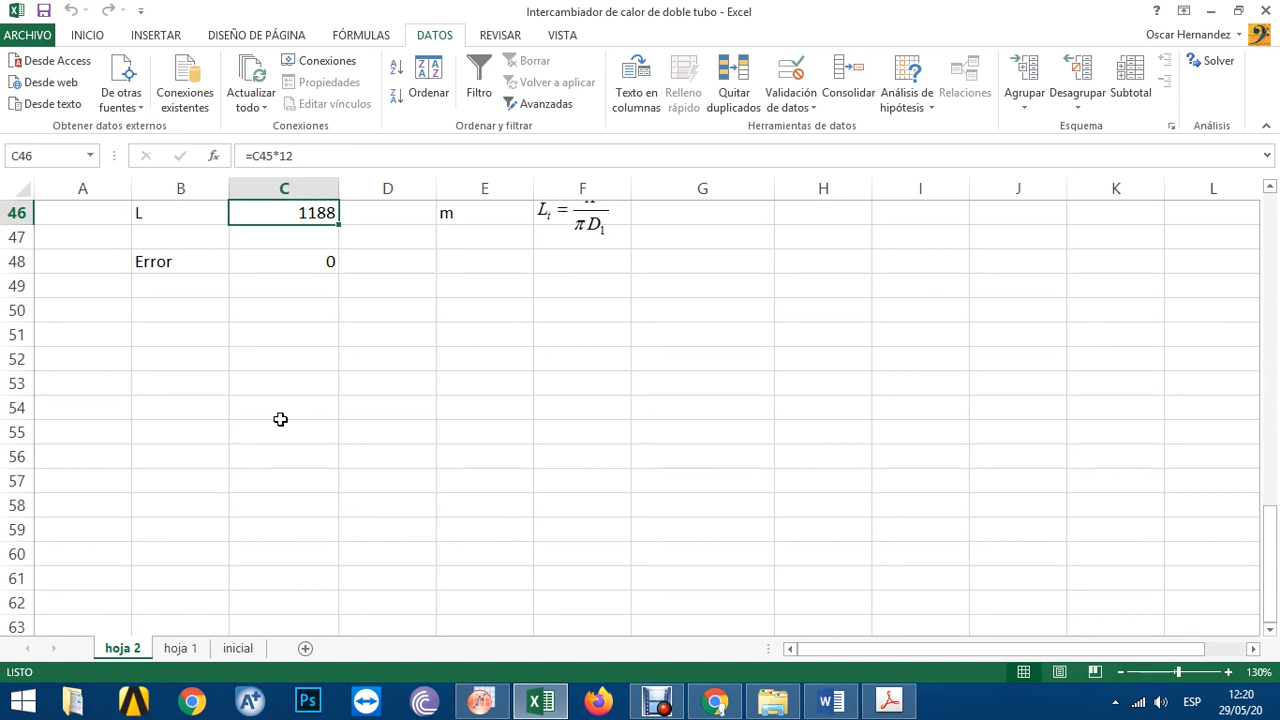 Intercambiador de calor de doble tubo - Excel
?
ARCHIVO INICIO INSERTAR DISEÑO DE PÁGINA FÓRMULAS DATOS REVISAR VISTA Oscar Hernandez
Desde Access
Desde web
Desde texto
De otras fuentes
Conexiones existentes
Obtener datos externos
Actualizar todo
Conexiones
Propiedades
Editar vínculos
Conexiones
Ordenar
Filtro
Borrar
Volver a aplicar
Avanzadas
Ordenar y filtrar
Texto en columnas
Relleno rápido
Quitar duplicados
Validación de datos
Consolidar
Análisis de hipótesis
Relaciones
Herramientas de datos
Agrupar
Desagrupar
Subtotal
Esquema
Solver
Análisis
C46 fx =C45*12
A B C D E F G H I J K L
46 L 1188 m L_t = / πD_1
47
48 Error 0
49
50
51
52
53
54
55
56
57
58
59
60
61
62
63
hoja 2 hoja 1 inicial
LISTO 130%
ESP 12:20
29/05/20